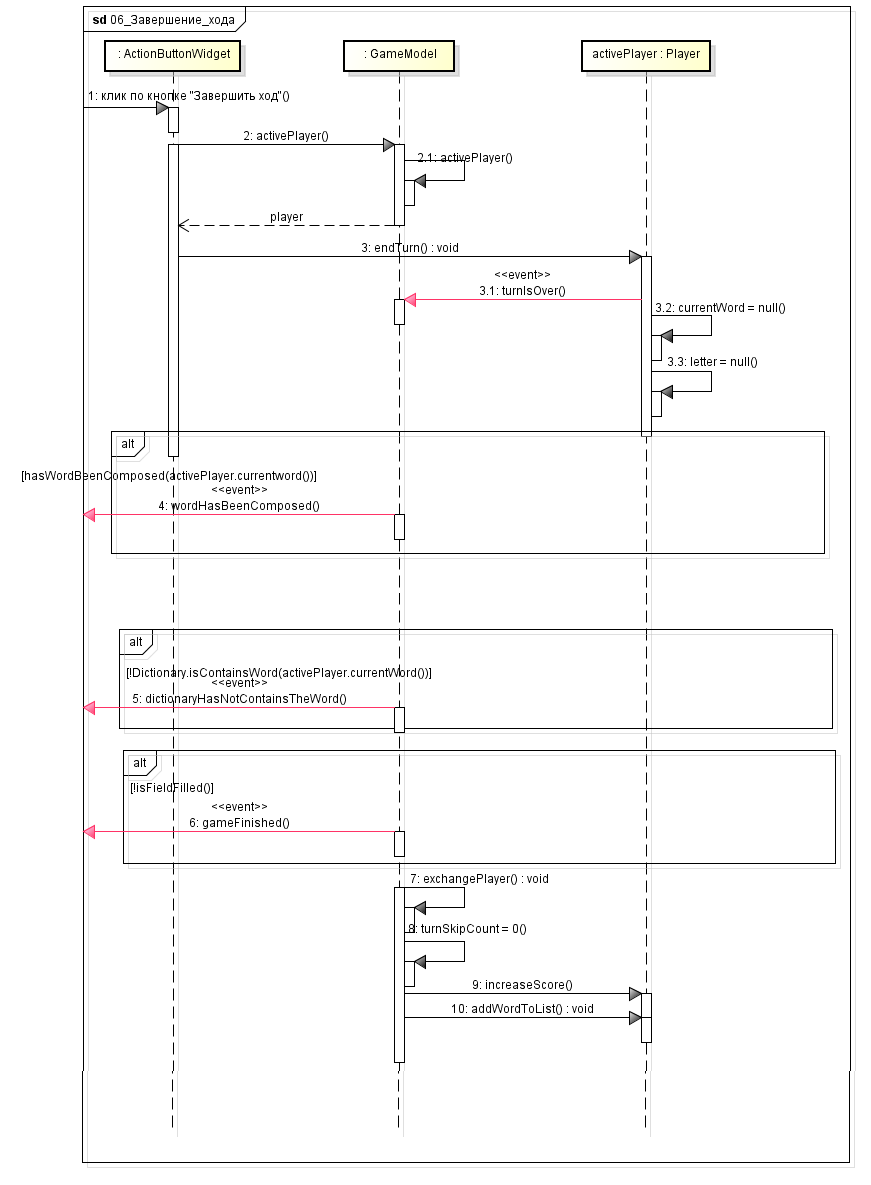 sd 06_Завершение_хода
: ActionButtonWidget
: GameModel
activePlayer : Player
1: клик по кнопке "Завершить ход"()
2: activePlayer()
2.1: activePlayer()
player
3: endTurn() : void
<<event>>
3.1: turnIsOver()
3.2: currentWord = null()
3.3: letter = null()
alt
[hasWordBeenComposed(activePlayer.currentword())]
<<event>>
4: wordHasBeenComposed()
alt
[!Dictionary.isContainsWord(activePlayer.currentWord())]
<<event>>
5: dictionaryHasNotContainsTheWord()
alt
[!isFieldFilled()]
<<event>>
6: gameFinished()
7: exchangePlayer() : void
8: turnSkipCount = 0()
9: increaseScore()
10: addWordToList() : void